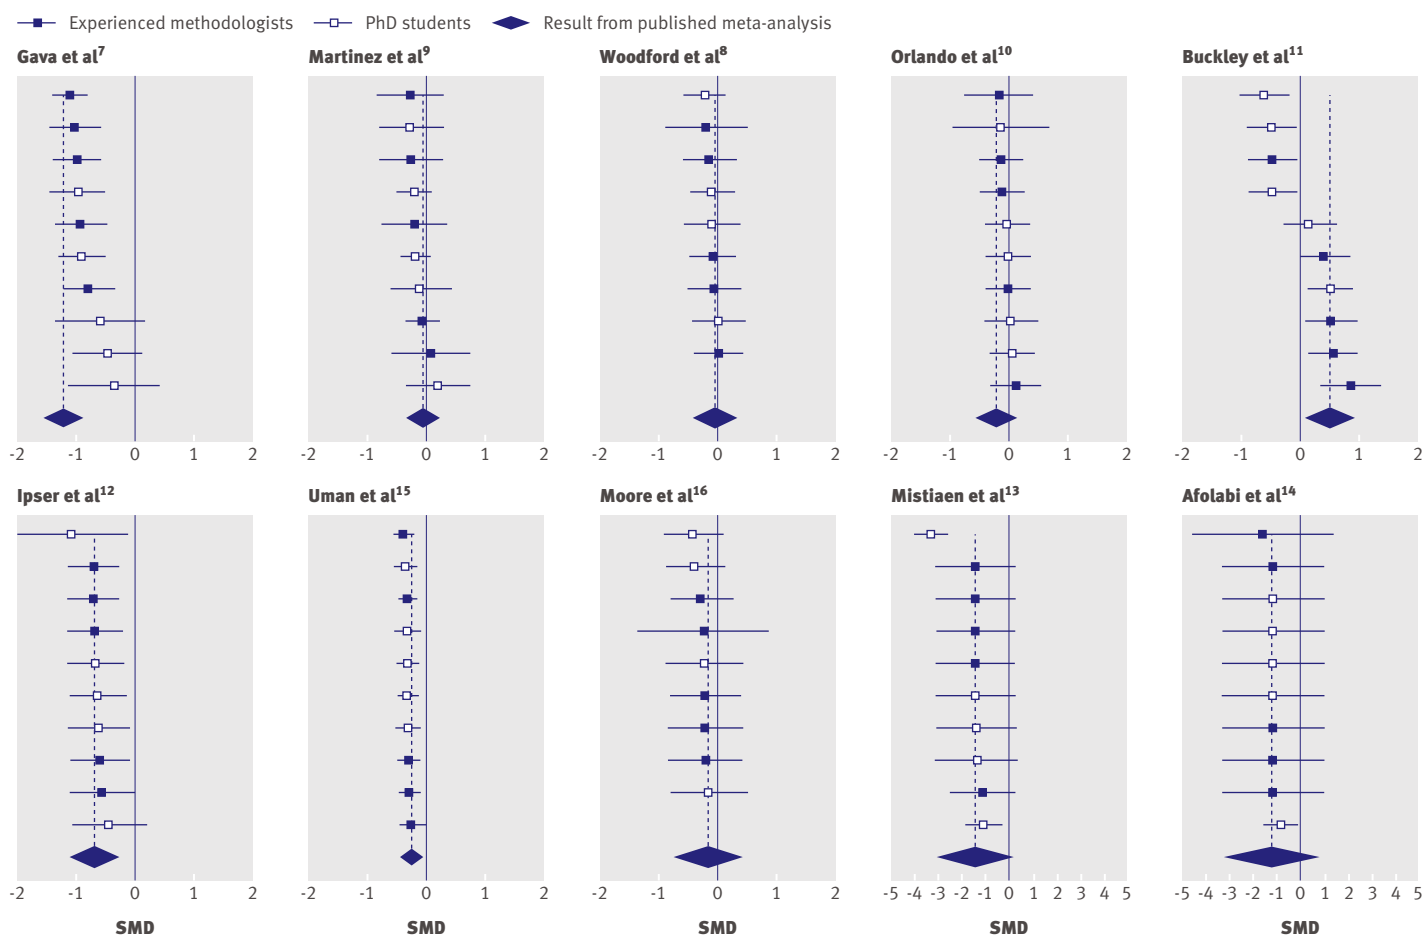 Experienced methodologists PhD students Result from published meta-analysis
Gava et al7 Martinez et al9 Woodford et al8 Orlando et al10 Buckley et al11
-2 -1 0 1 2 -2 -1 0 1 2 -2 -1 0 1 2 -2 -1 0 1 2 -2 -1 0 1 2
Ipser et al12 Uman et al15 Moore et al16 Mistiaen et al13 Afolabi et al14
-2 -1 0 1 2 -2 -1 0 1 2 -2 -1 0 1 2 -5 -4 -3 -2 -1 0 1 2 3 4 5 -5 -4 -3 -2 -1 0 1 2 3 4 5
SMD SMD SMD SMD SMD